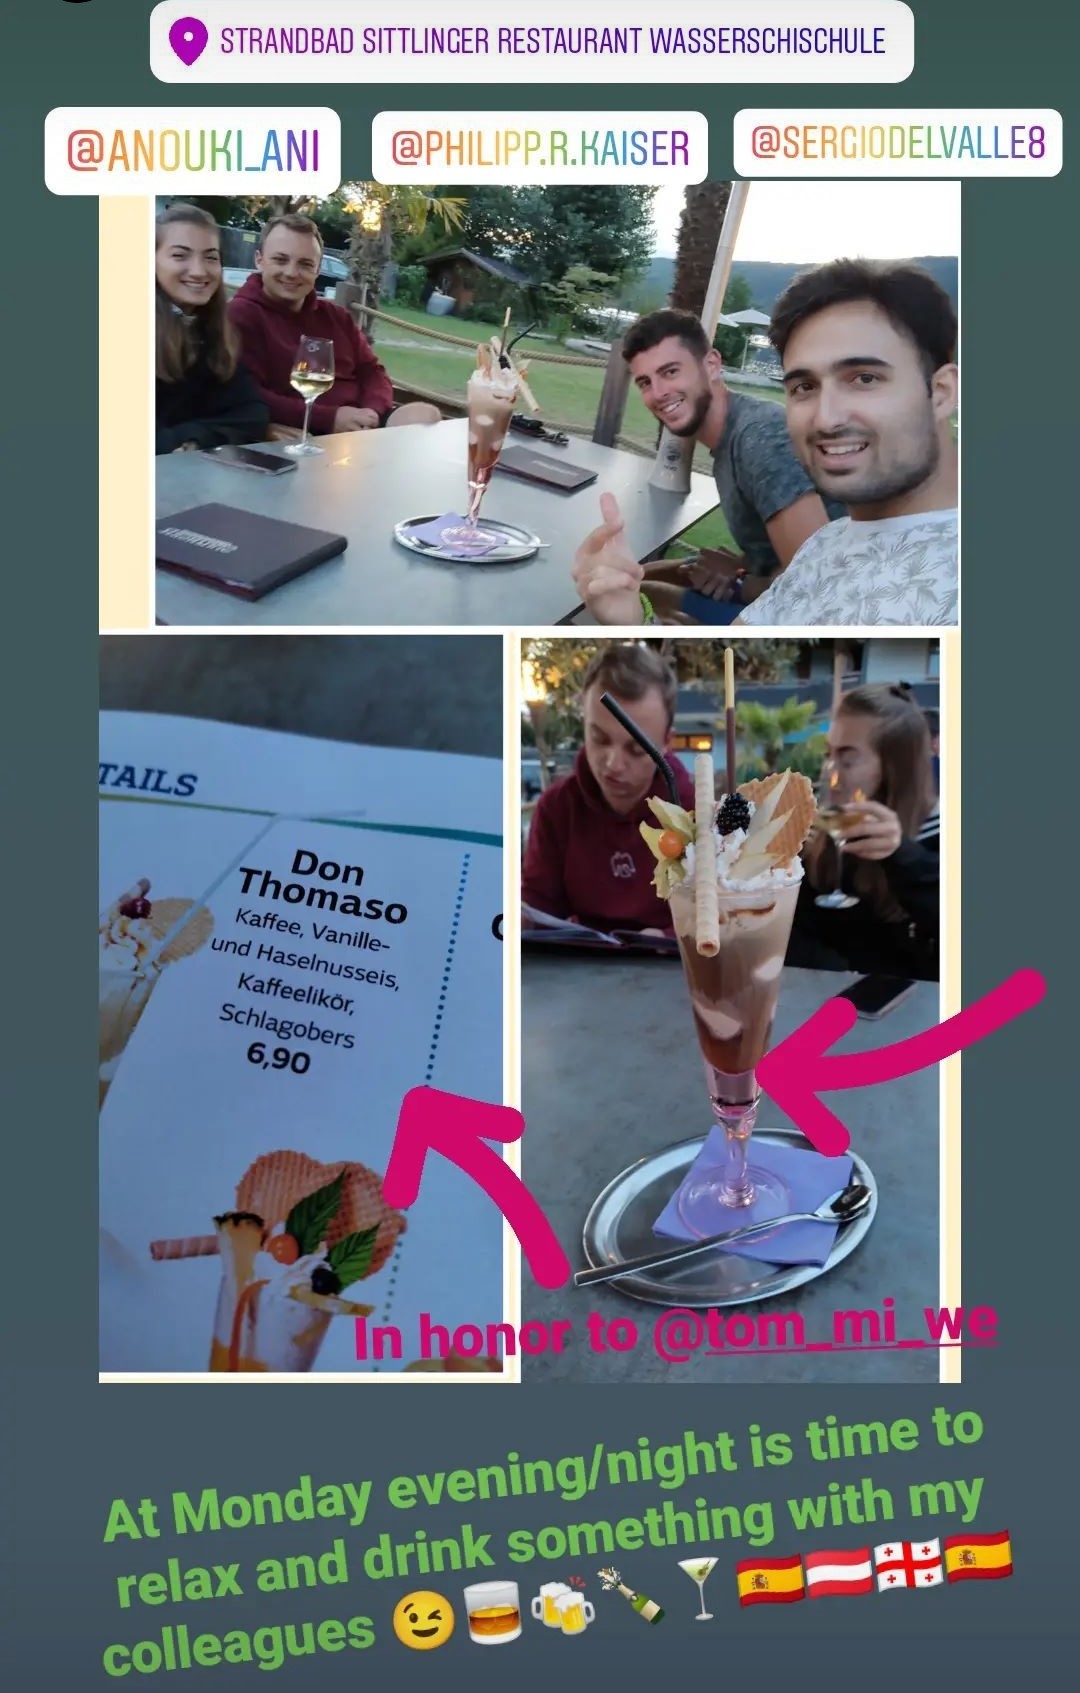 STRANDBAD SITTLINGER RESTAURANT WASSERSCHISCHULE
@ANOUKI_ANI @PHILIPP.R.KAISER @SERGIODELVALLE8
TAILS
Don
Thomaso
Kaffee, Vanille-
und Haselnusseis,
Kaffeelikör,
Schlagobers
6,90
In honor to @tom_mi_we
At Monday evening/night is time to
relax and drink something with my
colleagues 😉🥃🍻🍾🍸🇪🇸🇦🇹🇬🇪🇪🇸